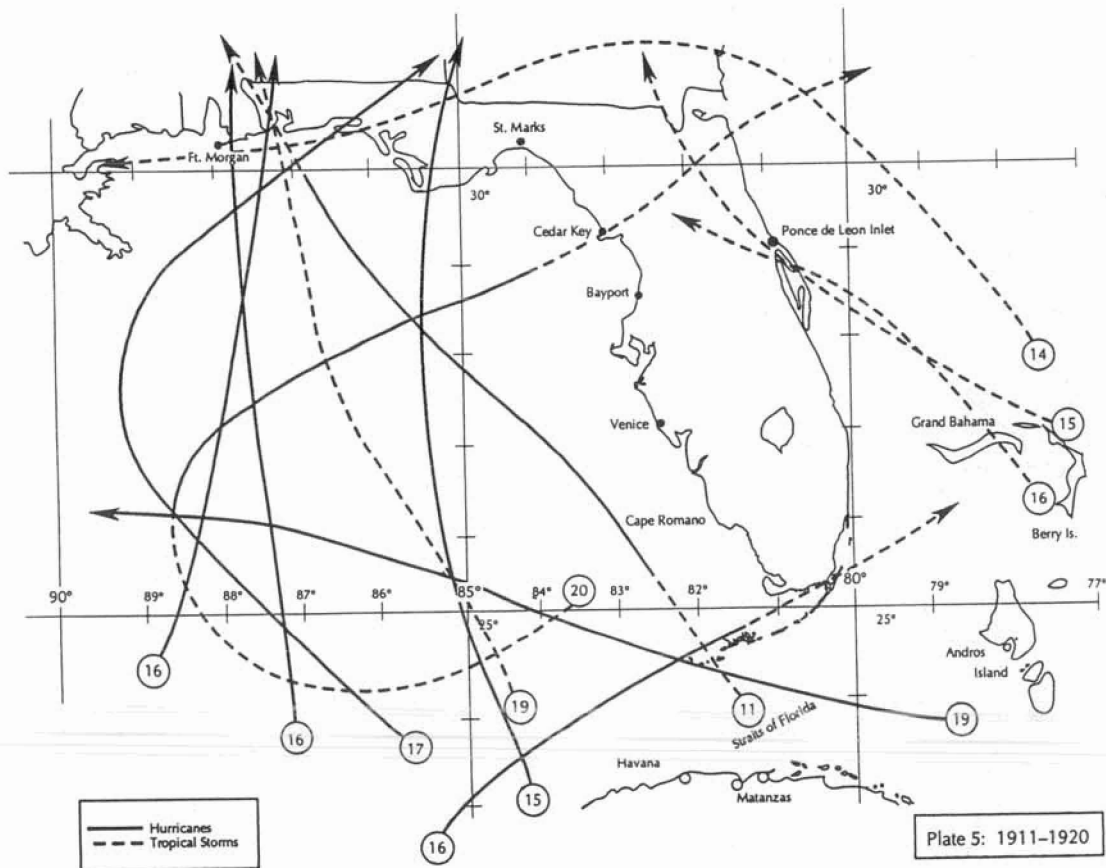 St. Marks
Ft. Morgan
30°
30°
Cedar Key
Ponce de Leon Inlet
Bayport
14
Grand Bahama
15
Venice
16
Cape Romano
Berry Is.
90°
89°
88°
87°
86°
85°
84°
20
83°
82°
80°
79°
77°
25°
25°
16
Andros
Island
19
11
19
16
17
Straits of Florida
Havana
15
Matanzas
16
Hurricanes
Tropical Storms
Plate 5: 1911–1920